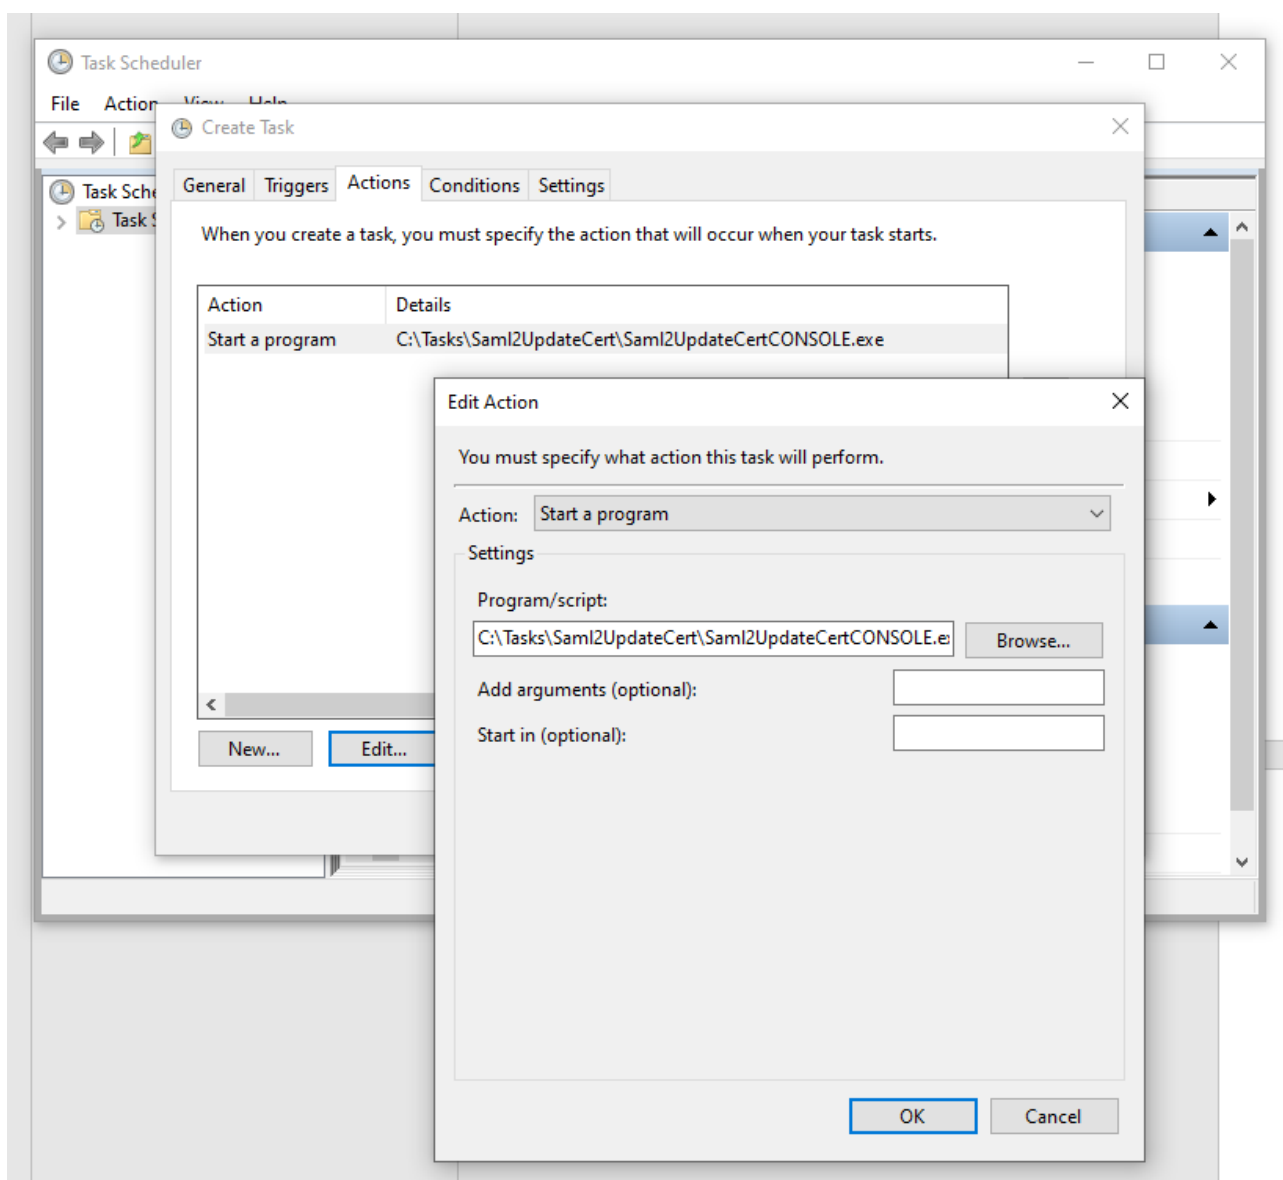 Task Scheduler
File Action View Help
Create Task
Task Sche
Task S
General Triggers Actions Conditions Settings
When you create a task, you must specify the action that will occur when your task starts.
Action Details
Start a program C:\Tasks\Saml2UpdateCert\Saml2UpdateCertCONSOLE.exe
Edit Action
You must specify what action this task will perform.
Action: Start a program
Settings
Program/script:
C:\Tasks\Saml2UpdateCert\Saml2UpdateCertCONSOLE.e
Browse...
Add arguments (optional):
Start in (optional):
New... Edit...
OK Cancel